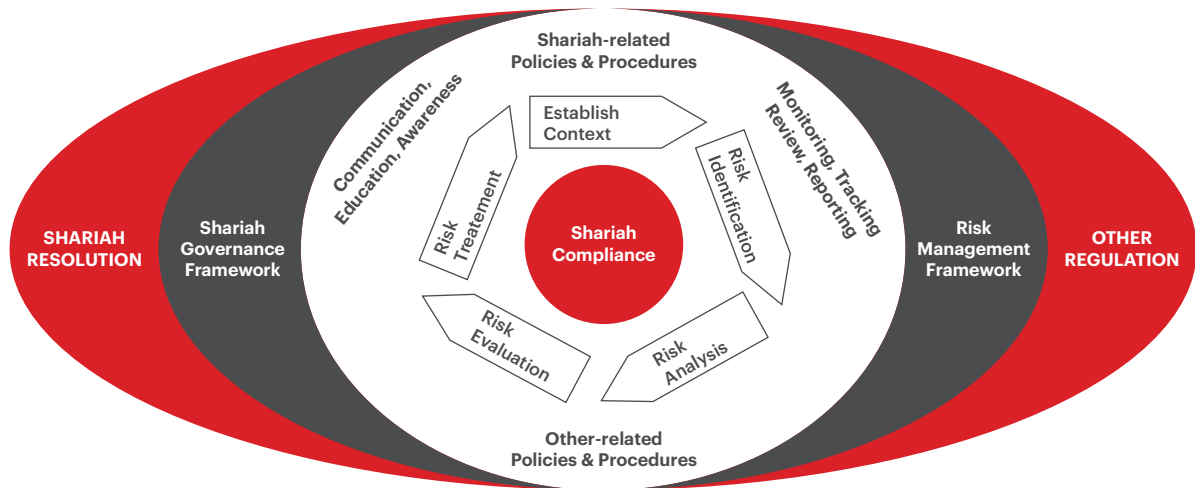 Shariah-related
Policies & Procedures
Communication,
Education, Awareness
Monitoring, Tracking
Review, Reporting
Establish
Context
Risk
Identification
Risk
Treatement
Shariah
Compliance
SHARIAH
RESOLUTION
Shariah
Governance
Framework
Risk
Management
Framework
OTHER
REGULATION
Risk
Evaluation
Risk
Analysis
Other-related
Policies & Procedures